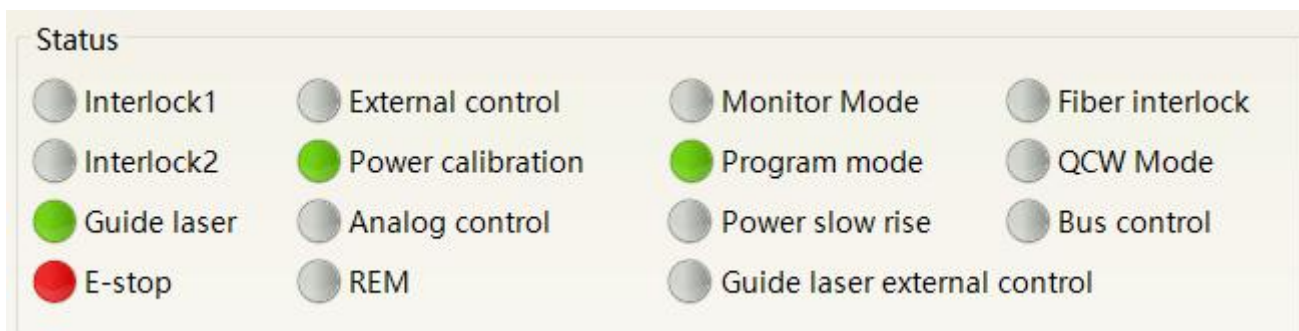 Status
Interlock1 External control Monitor Mode Fiber interlock
Interlock2 Power calibration Program mode QCW Mode
Guide laser Analog control Power slow rise Bus control
E-stop REM Guide laser external control